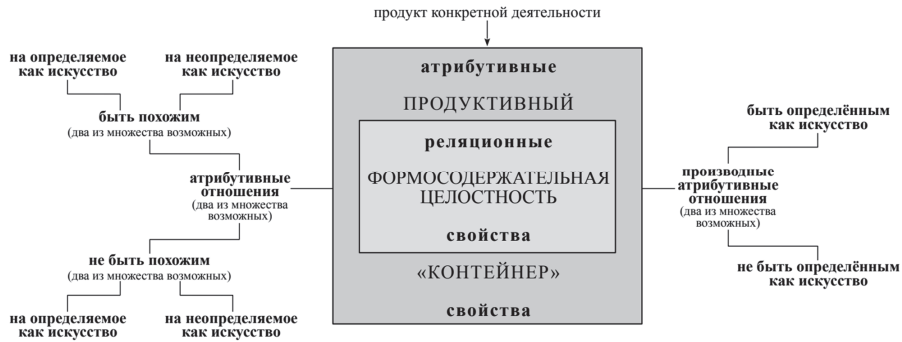 продукт конкретной деятельности
на определяемое
как искусство
на неопределяемое
как искусство
быть похожим
(два из множества возможных)
атрибутивные
отношения
(два из множества
возможных)
не быть похожим
(два из множества возможных)
на определяемое
как искусство
на неопределяемое
как искусство
атрибутивные
ПРОДУКТИВНЫЙ
реляционные
ФОРМОСОДЕРЖАТЕЛЬНАЯ
ЦЕЛОСТНОСТЬ
свойства
«КОНТЕЙНЕР»
свойства
быть определённым
как искусство
производные
атрибутивные
отношения
(два из множества
возможных)
не быть определённым
как искусство